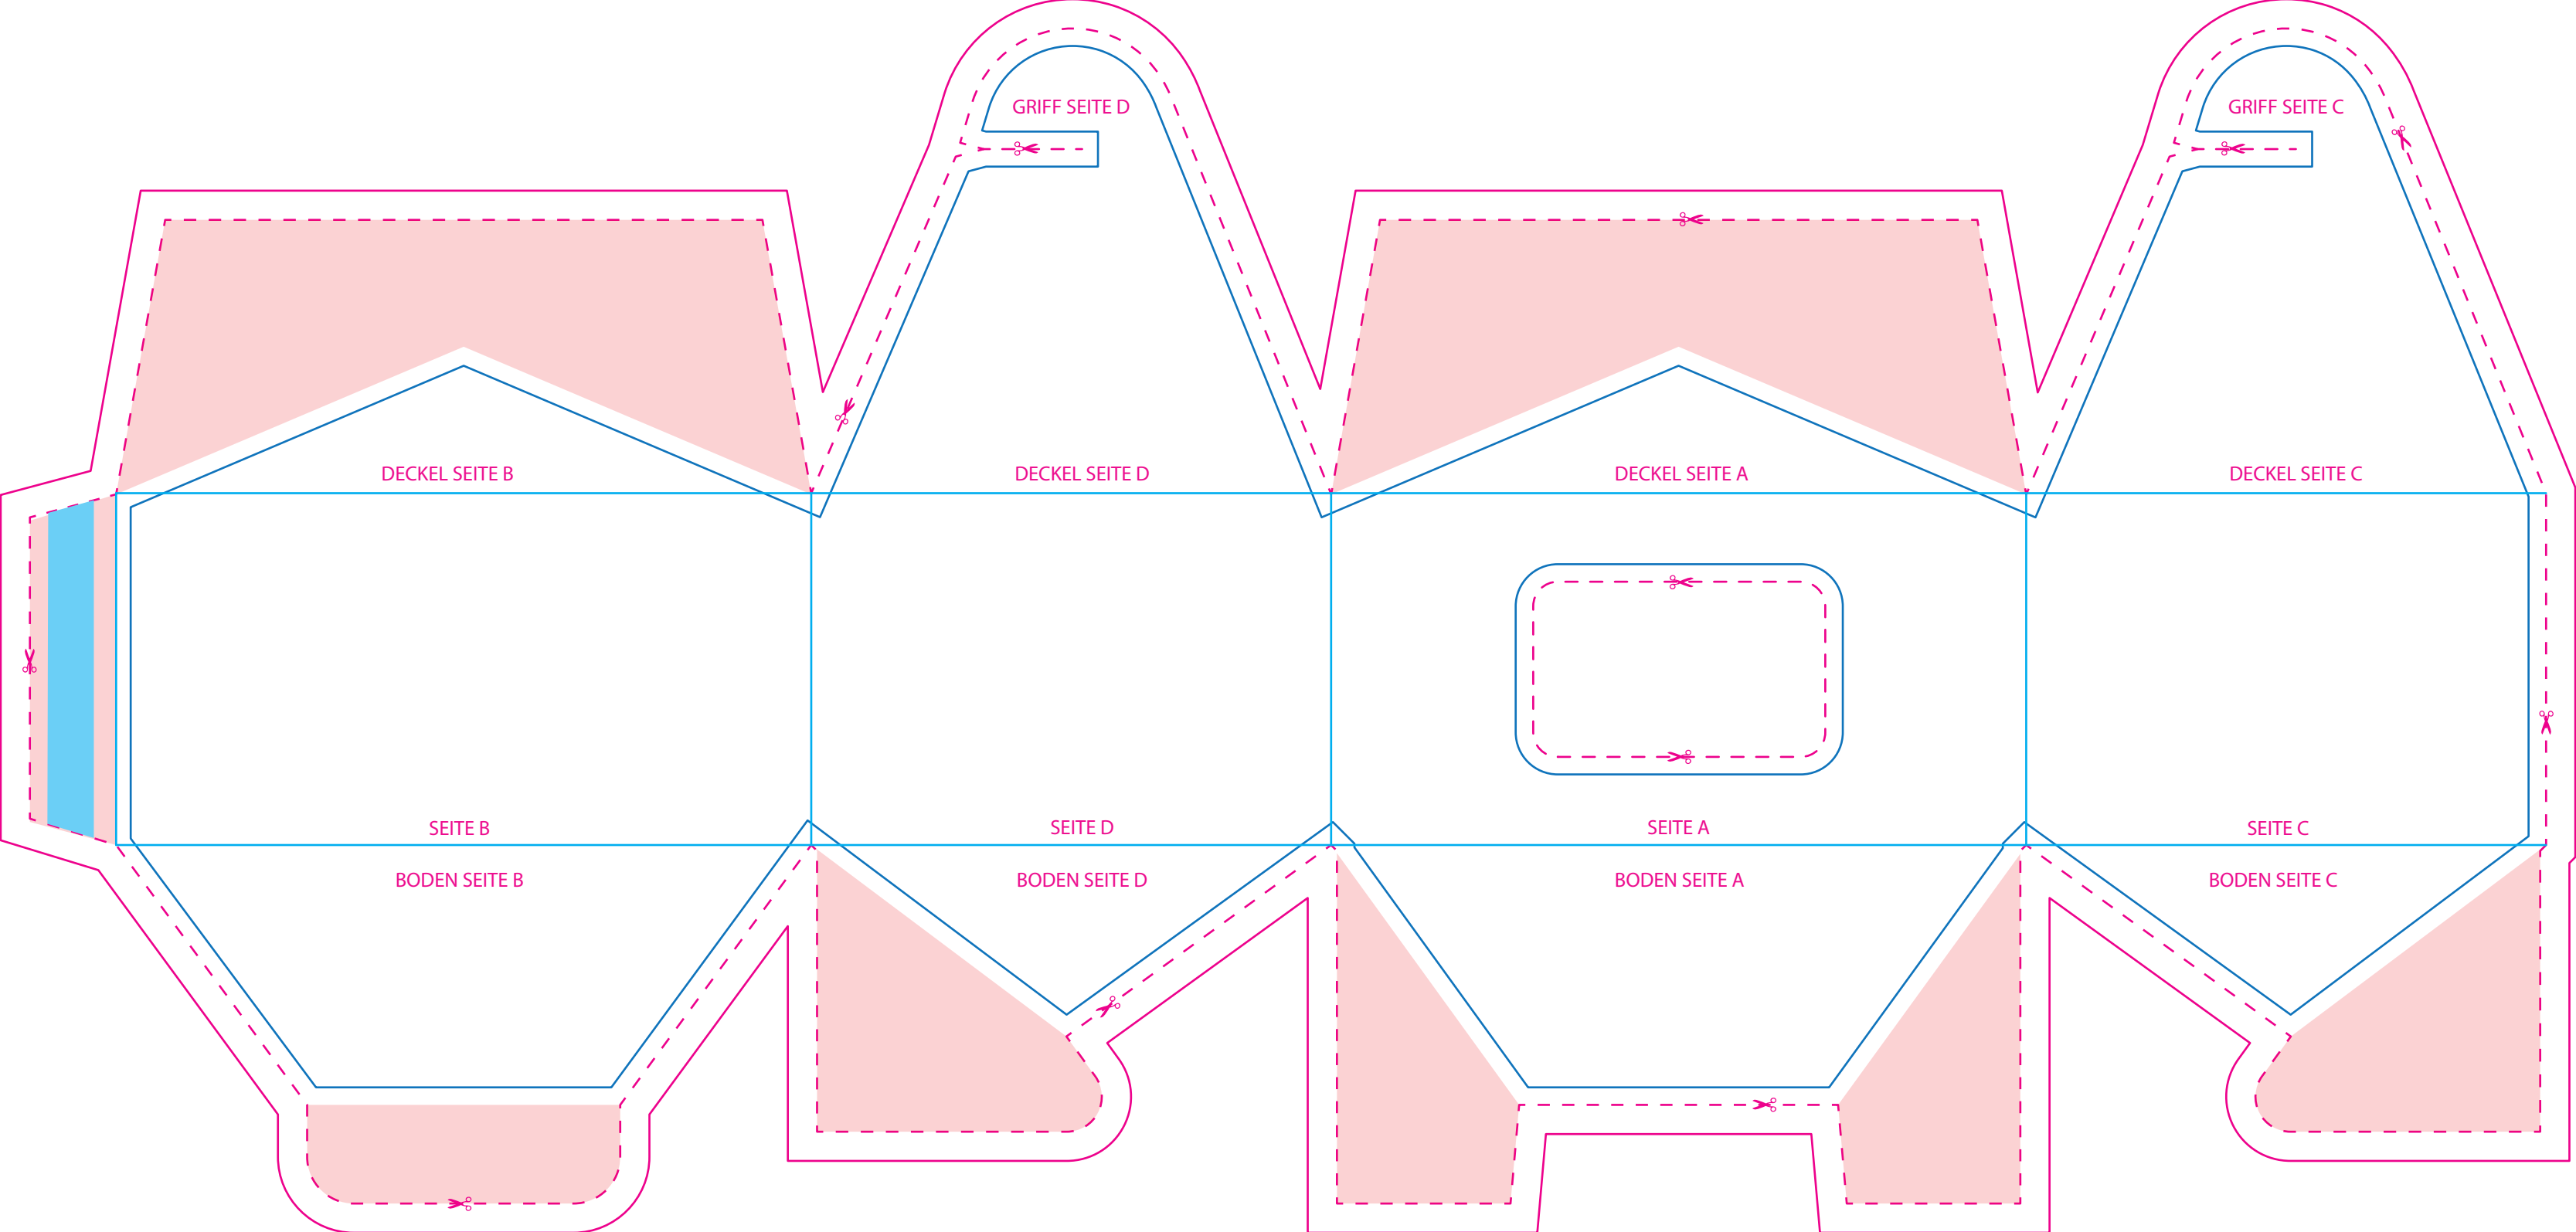 GRIFF SEITE D
GRIFF SEITE C
DECKEL SEITE B
DECKEL SEITE D
DECKEL SEITE A
DECKEL SEITE C
SEITE B
SEITE D
SEITE A
SEITE C
BODEN SEITE B
BODEN SEITE D
BODEN SEITE A
BODEN SEITE C